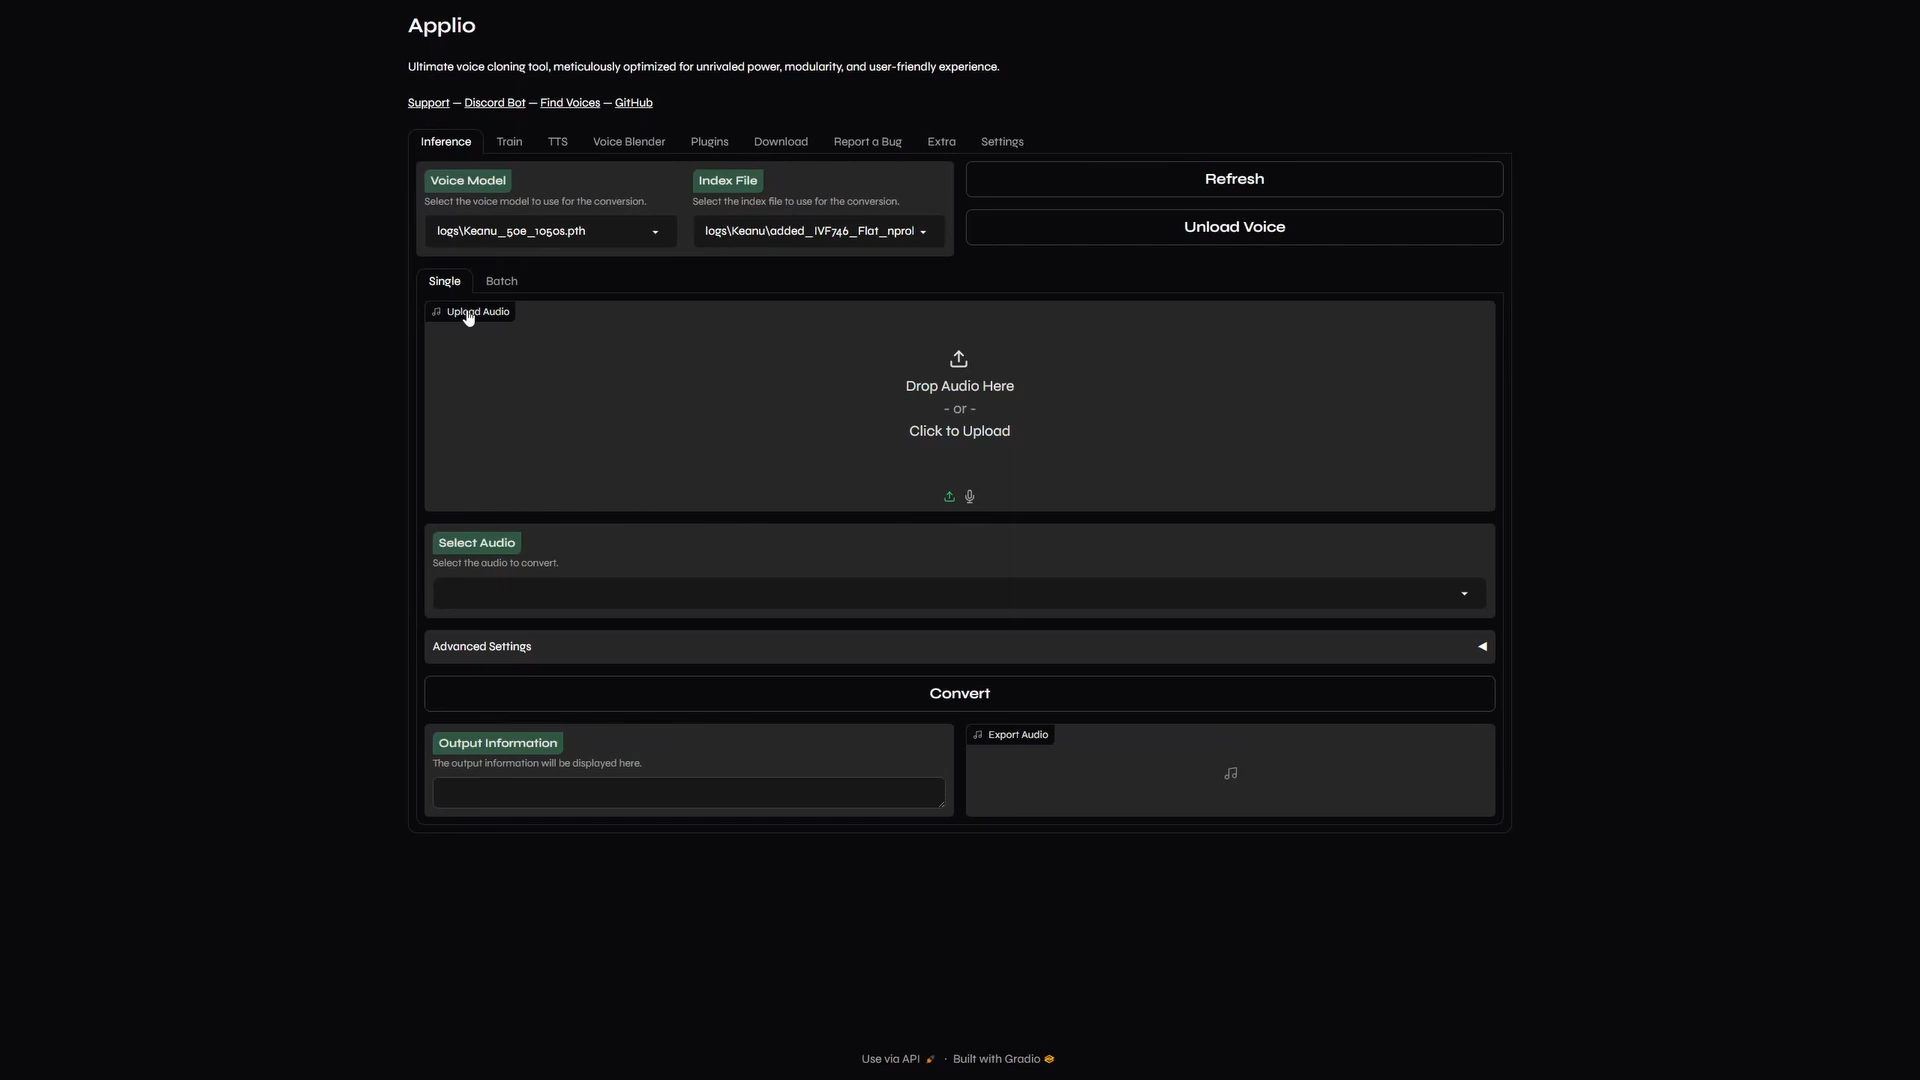 Applio
Ultimate voice cloning tool, meticulously optimized for unrivaled power, modularity, and user-friendly experience.
Support — Discord Bot — Find Voices — GitHub
Inference Train TTS Voice Blender Plugins Download Report a Bug Extra Settings
Voice Model
Select the voice model to use for the conversion.
logs\Keanu_50e_1050s.pth
Index File
Select the index file to use for the conversion.
logs\Keanu\added_IVF746_Flat_nprol
Refresh
Unload Voice
Single Batch
Upload Audio
Drop Audio Here
- or -
Click to Upload
Select Audio
Select the audio to convert.
Advanced Settings
Convert
Output Information
The output information will be displayed here.
Export Audio
Use via API · Built with Gradio